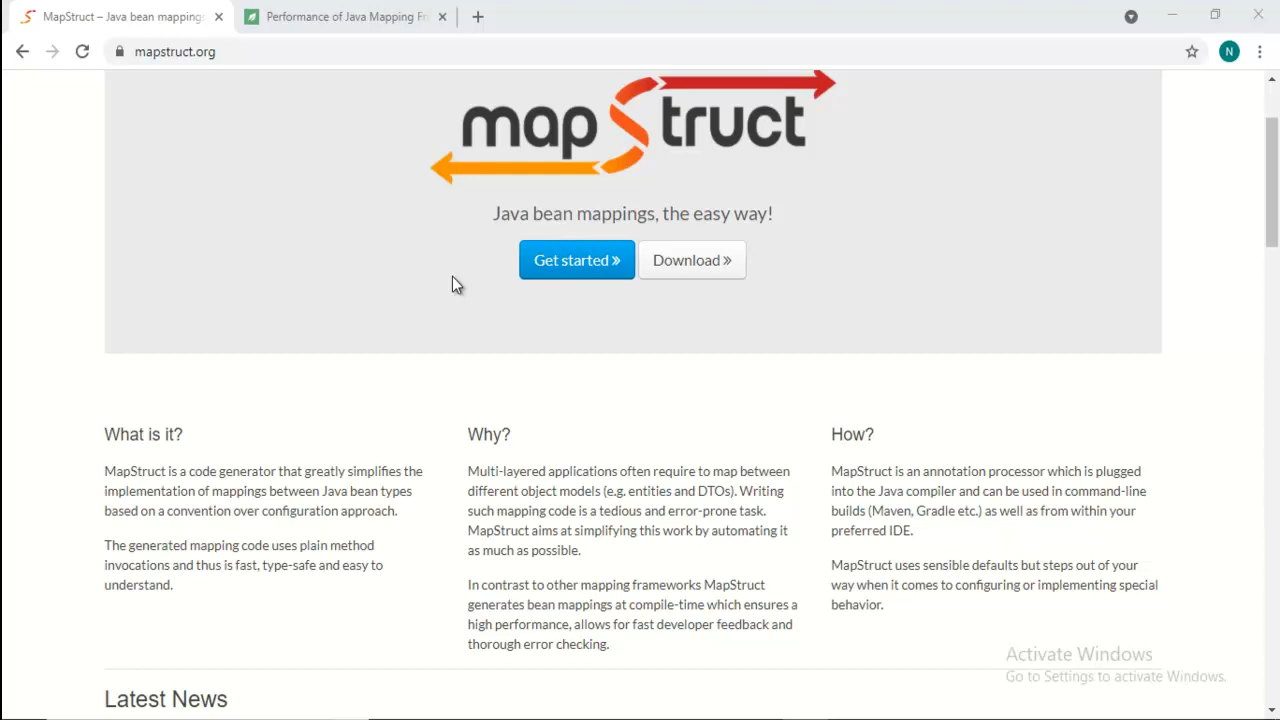 MapStruct – Java bean mappings
Performance of Java Mapping Fr
N
mapstruct.org
mapStruct
Java bean mappings, the easy way!
Get started »
Download »
What is it?
MapStruct is a code generator that greatly simplifies the
implementation of mappings between Java bean types
based on a convention over configuration approach.
The generated mapping code uses plain method
invocations and thus is fast, type-safe and easy to
understand.
Why?
Multi-layered applications often require to map between
different object models (e.g. entities and DTOs). Writing
such mapping code is a tedious and error-prone task.
MapStruct aims at simplifying this work by automating it
as much as possible.
In contrast to other mapping frameworks MapStruct
generates bean mappings at compile-time which ensures a
high performance, allows for fast developer feedback and
thorough error checking.
How?
MapStruct is an annotation processor which is plugged
into the Java compiler and can be used in command-line
builds (Maven, Gradle etc.) as well as from within your
preferred IDE.
MapStruct uses sensible defaults but steps out of your
way when it comes to configuring or implementing special
behavior.
Activate Windows
Go to Settings to activate Windows.
Latest News